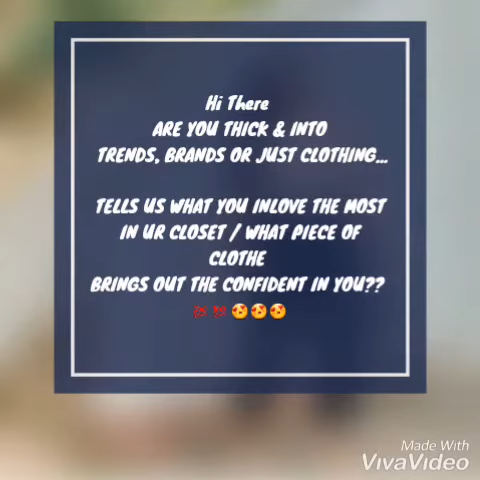 Hi There
ARE YOU THICK & INTO
TRENDS, BRANDS OR JUST CLOTHING...
TELLS US WHAT YOU INLOVE THE MOST
IN UR CLOSET / WHAT PIECE OF
CLOTHE
BRINGS OUT THE CONFIDENT IN YOU??
💯 💯 😍😍😍
Made With
VivaVideo